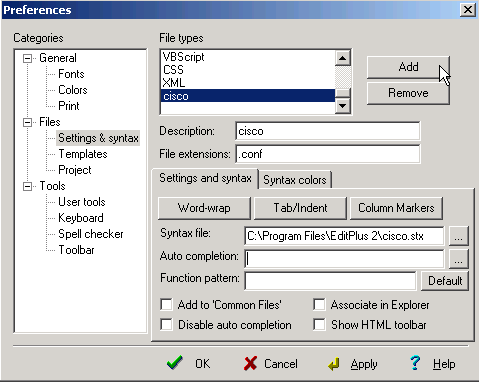 Preferences
Categories
General
Fonts
Colors
Print
Files
Settings & syntax
Templates
Project
Tools
User tools
Keyboard
Spell checker
Toolbar
File types
VBScript
CSS
XML
cisco
Add
Remove
Description: cisco
File extensions: .conf
Settings and syntax Syntax colors
Word-wrap Tab/Indent Column Markers
Syntax file: C:\Program Files\EditPlus 2\cisco.stx ...
Auto completion: ...
Function pattern: Default
Add to 'Common Files' Associate in Explorer
Disable auto completion Show HTML toolbar
OK Cancel Apply ? Help